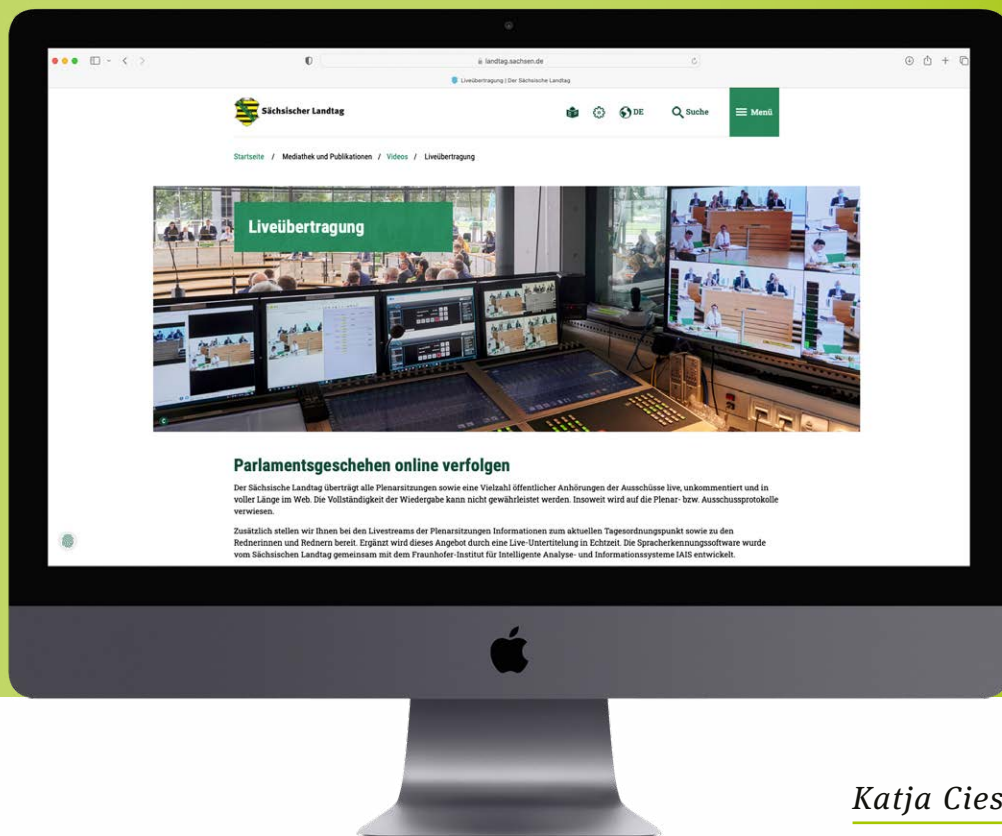 landtag.sachsen.de
Liveübertragung | Der Sächsische Landtag
Sächsischer Landtag
DE
Suche
Menü
Startseite / Mediathek und Publikationen / Videos / Liveübertragung
Liveübertragung
Parlamentsgeschehen online verfolgen
Der Sächsische Landtag überträgt alle Plenarsitzungen sowie eine Vielzahl öffentlicher Anhörungen der Ausschüsse live, unkommentiert und in
voller Länge im Web. Die Vollständigkeit der Wiedergabe kann nicht gewährleistet werden. Insoweit wird auf die Plenar- bzw. Ausschussprotokolle
verwiesen.
Zusätzlich stellen wir Ihnen bei den Livestreams der Plenarsitzungen Informationen zum aktuellen Tagesordnungspunkt sowie zu den
Rednerinnen und Rednern bereit. Ergänzt wird dieses Angebot durch eine Live-Untertitelung in Echtzeit. Die Spracherkennungssoftware wurde
vom Sächsischen Landtag gemeinsam mit dem Fraunhofer-Institut für Intelligente Analyse- und Informationssysteme IAIS entwickelt.
Katja Cies